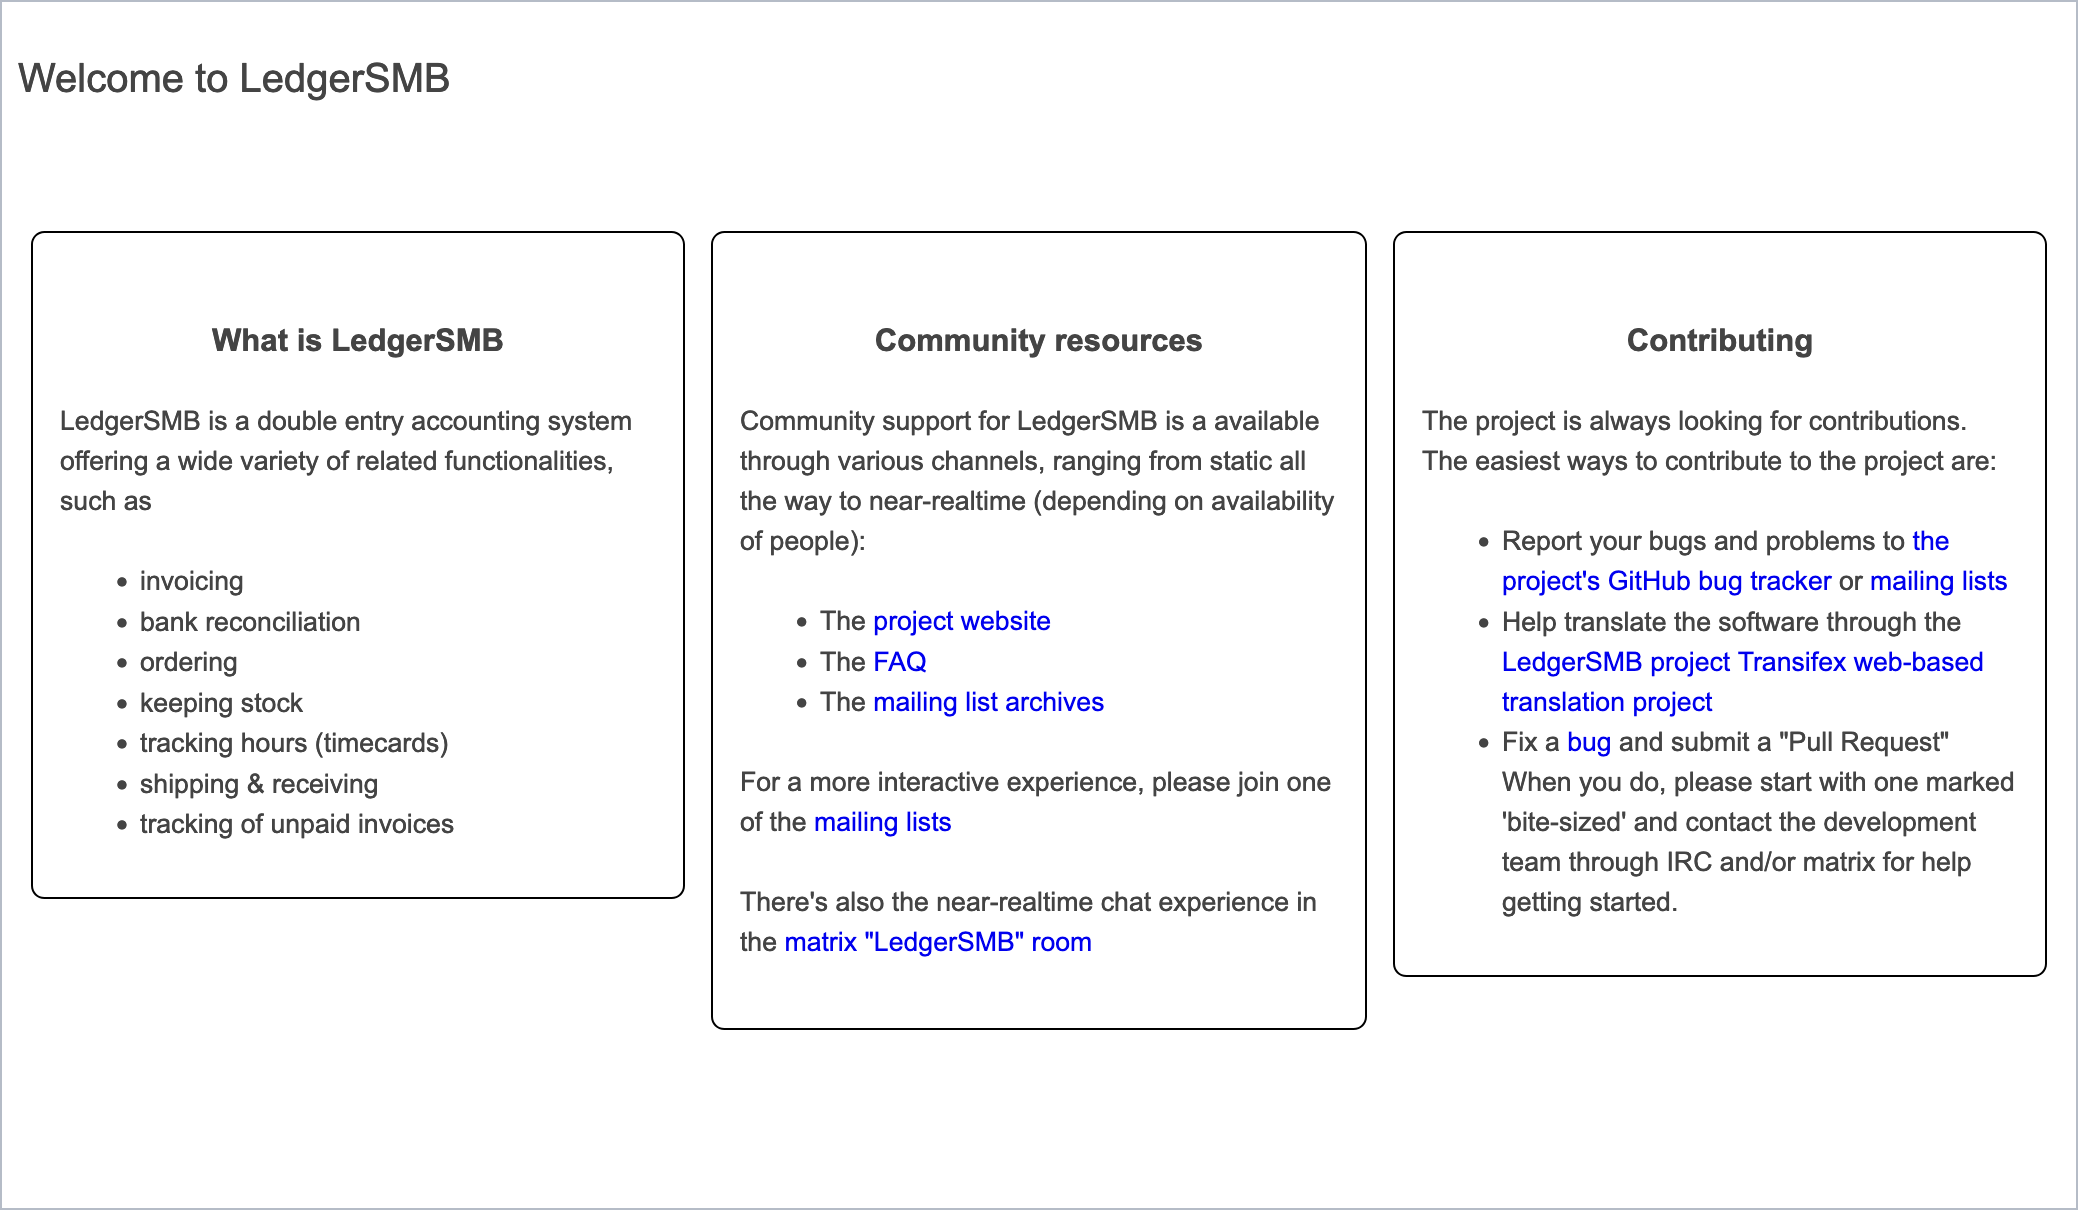 Welcome to LedgerSMB
What is LedgerSMB
LedgerSMB is a double entry accounting system
offering a wide variety of related functionalities,
such as
• invoicing
• bank reconciliation
• ordering
• keeping stock
• tracking hours (timecards)
• shipping & receiving
• tracking of unpaid invoices
Community resources
Community support for LedgerSMB is a available
through various channels, ranging from static all
the way to near-realtime (depending on availability
of people):
• The project website
• The FAQ
• The mailing list archives
For a more interactive experience, please join one
of the mailing lists
There's also the near-realtime chat experience in
the matrix "LedgerSMB" room
Contributing
The project is always looking for contributions.
The easiest ways to contribute to the project are:
• Report your bugs and problems to the
project's GitHub bug tracker or mailing lists
• Help translate the software through the
LedgerSMB project Transifex web-based
translation project
• Fix a bug and submit a "Pull Request"
When you do, please start with one marked
'bite-sized' and contact the development
team through IRC and/or matrix for help
getting started.